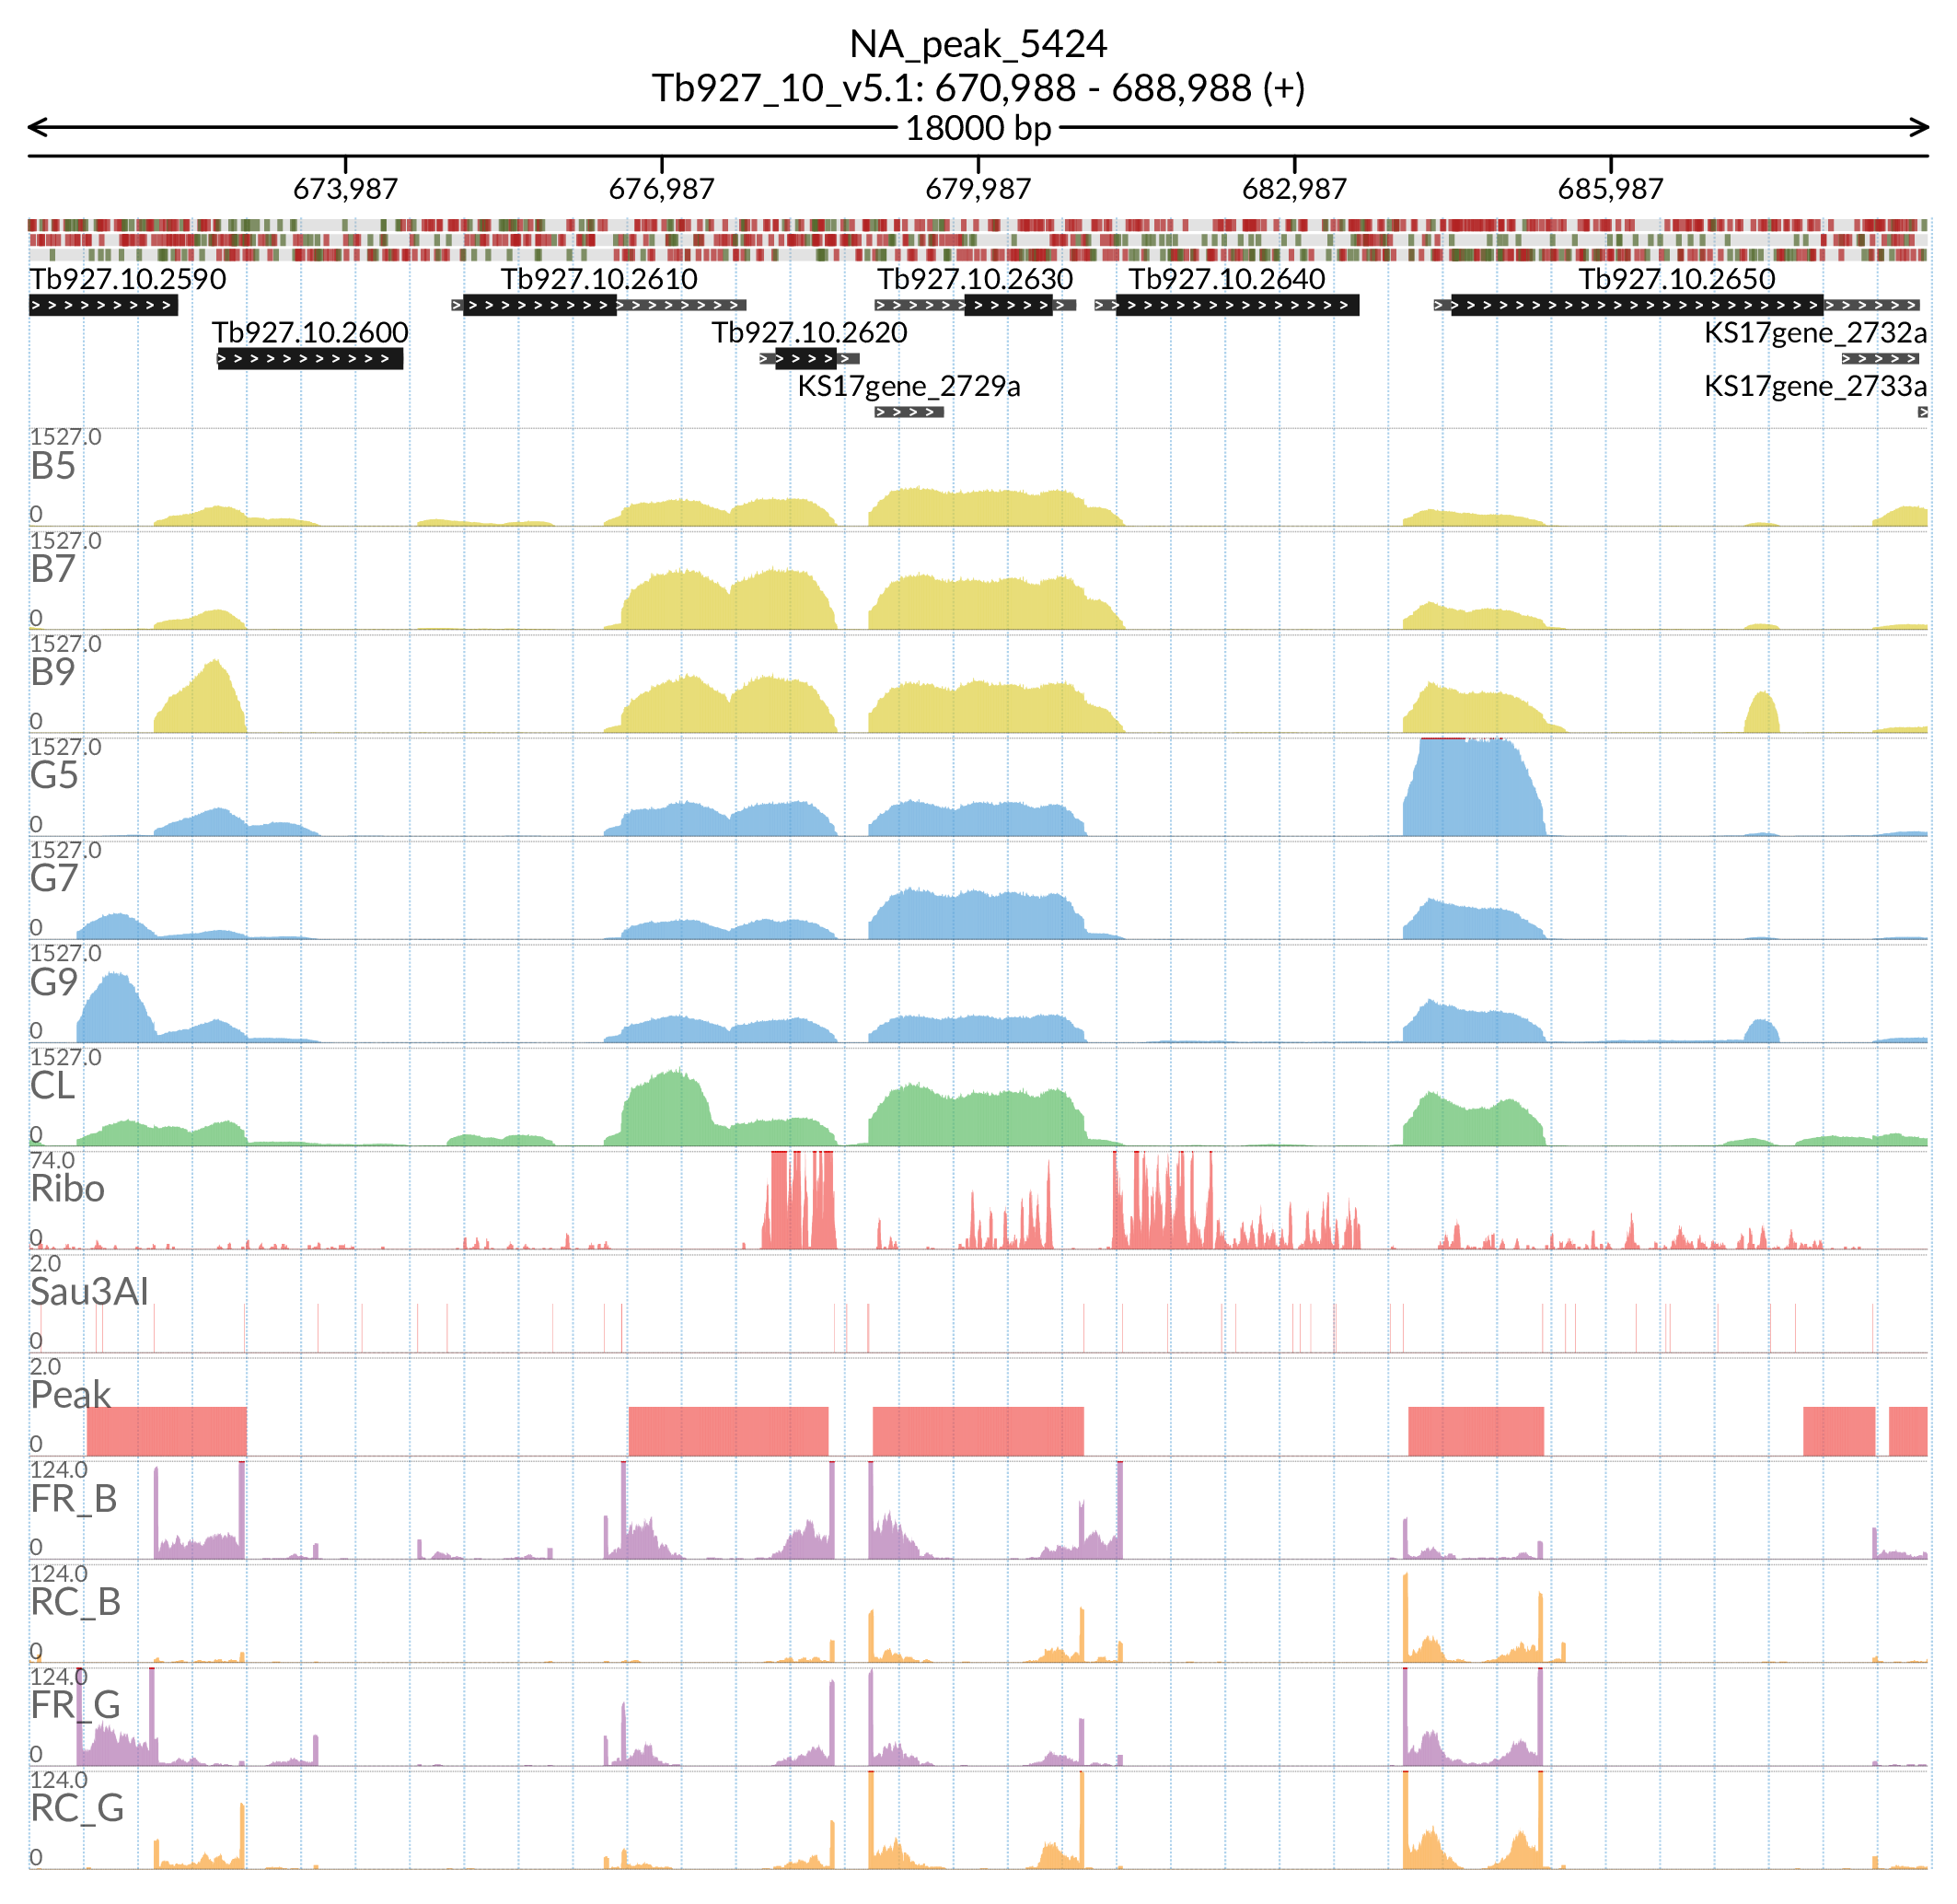 NA_peak_5424
Tb927_10_v5.1: 670,988 - 688,988 (+)
18000 bp
673,987 676,987 679,987 682,987 685,987
Tb927.10.2590 Tb927.10.2610 Tb927.10.2630 Tb927.10.2640 Tb927.10.2650
Tb927.10.2600 Tb927.10.2620 KS17gene_2732a
KS17gene_2729a KS17gene_2733a
1527.0
B5
0
1527.0
B7
0
1527.0
B9
0
1527.0
G5
0
1527.0
G7
0
1527.0
G9
0
1527.0
CL
0
74.0
Ribo
0
2.0
Sau3AI
0
2.0
Peak
0
124.0
FR_B
0
124.0
RC_B
0
124.0
FR_G
0
124.0
RC_G
0